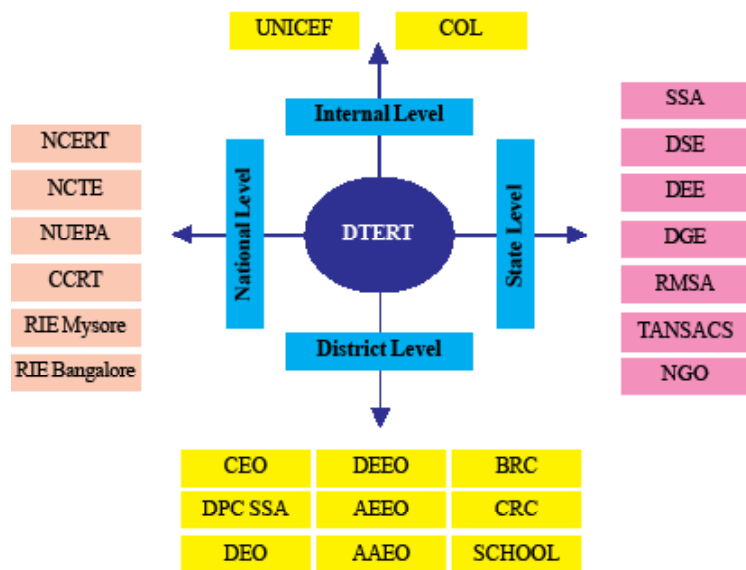 UNICEF
COL
Internal Level
NCERT
NCTE
NUEPA
CCRT
RIE Mysore
RIE Bangalore
National Level
DTERT
State Level
SSA
DSE
DEE
DGE
RMSA
TANSACS
NGO
District Level
CEO
DEEO
BRC
DPC SSA
AEEO
CRC
DEO
AAEO
SCHOOL